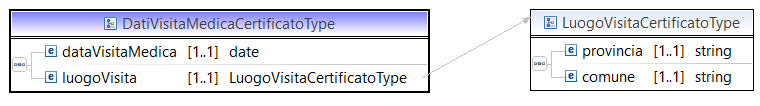 DatiVisitaMedicaCertificatoType
dataVisitaMedica [1..1] date
luogoVisita [1..1] LuogoVisitaCertificatoType
LuogoVisitaCertificatoType
provincia [1..1] string
comune [1..1] string